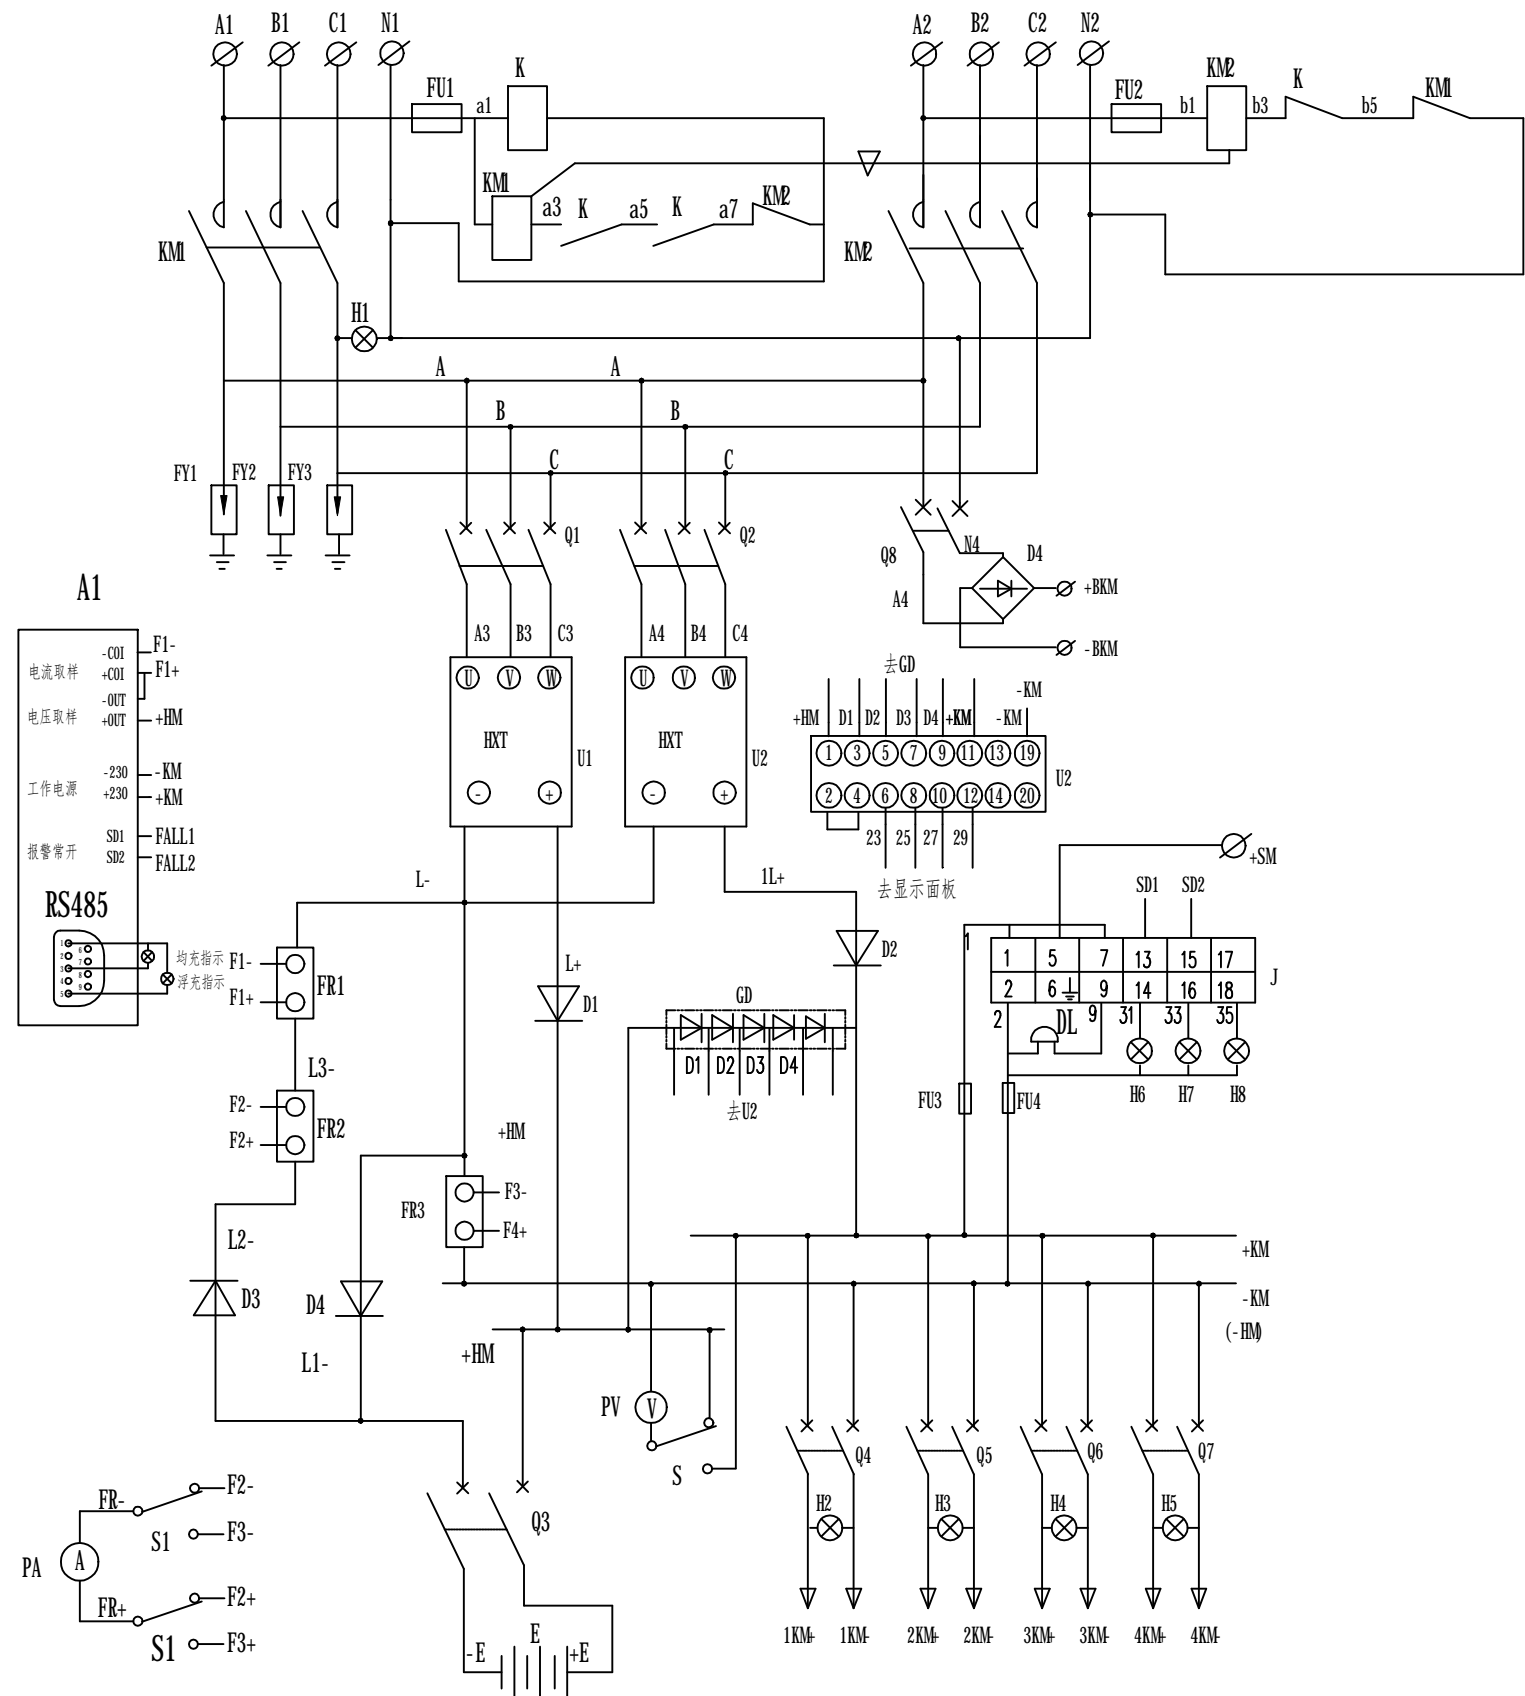 A1 B1 C1 N1 A2 B2 C2 N2
FU1 a1 K FU2 b1 KM2 b3 K b5 KM1
KM1 a3 K a5 K a7 KM2
KM1 KM2
H1
A A
B B
C C
FY1 FY2 FY3
Q1 Q2 Q8 N4 D4
+BKM
A4
-BKM
A3 B3 C3 A4 B4 C4
U V W U V W
HXT U1 HXT U2
- + - +
A1
电流取样 -COI F1-
+COI F1+
-OUT
电压取样 +OUT +HM
工作电源 -230 -KM
+230 +KM
报警常开 SD1 FALL1
SD2 FALL2
RS485
1 6
2 7
3 8
4 9
5
均充指示
浮充指示
去GD
-KM
+HM D1 D2 D3 D4 +KM -KM
1 3 5 7 9 11 13 19
U2
2 4 6 8 10 12 14 20
23 25 27 29
去显示面板
+SM
SD1 SD2
1
1 5 7 13 15 17
J
2 6 9 14 16 18
2 DL 9 31 33 35
H6 H7 H8
FU3 FU4
L- 1L+
D2
L+
D1
GD
D1 D2 D3 D4
去U2
F1-
F1+ FR1
L3-
F2-
F2+ FR2
+HM
FR3 F3-
F4+
L2-
D3 D4
L1-
+KM
-KM
(-HM)
+HM
PV V
S
Q4 Q5 Q6 Q7
H2 H3 H4 H5
1KM+ 1KM- 2KM+ 2KM- 3KM+ 3KM- 4KM+ 4KM-
Q3
-E E +E
FR- F2-
S1 F3-
PA A
FR+ F2+
S1 F3+